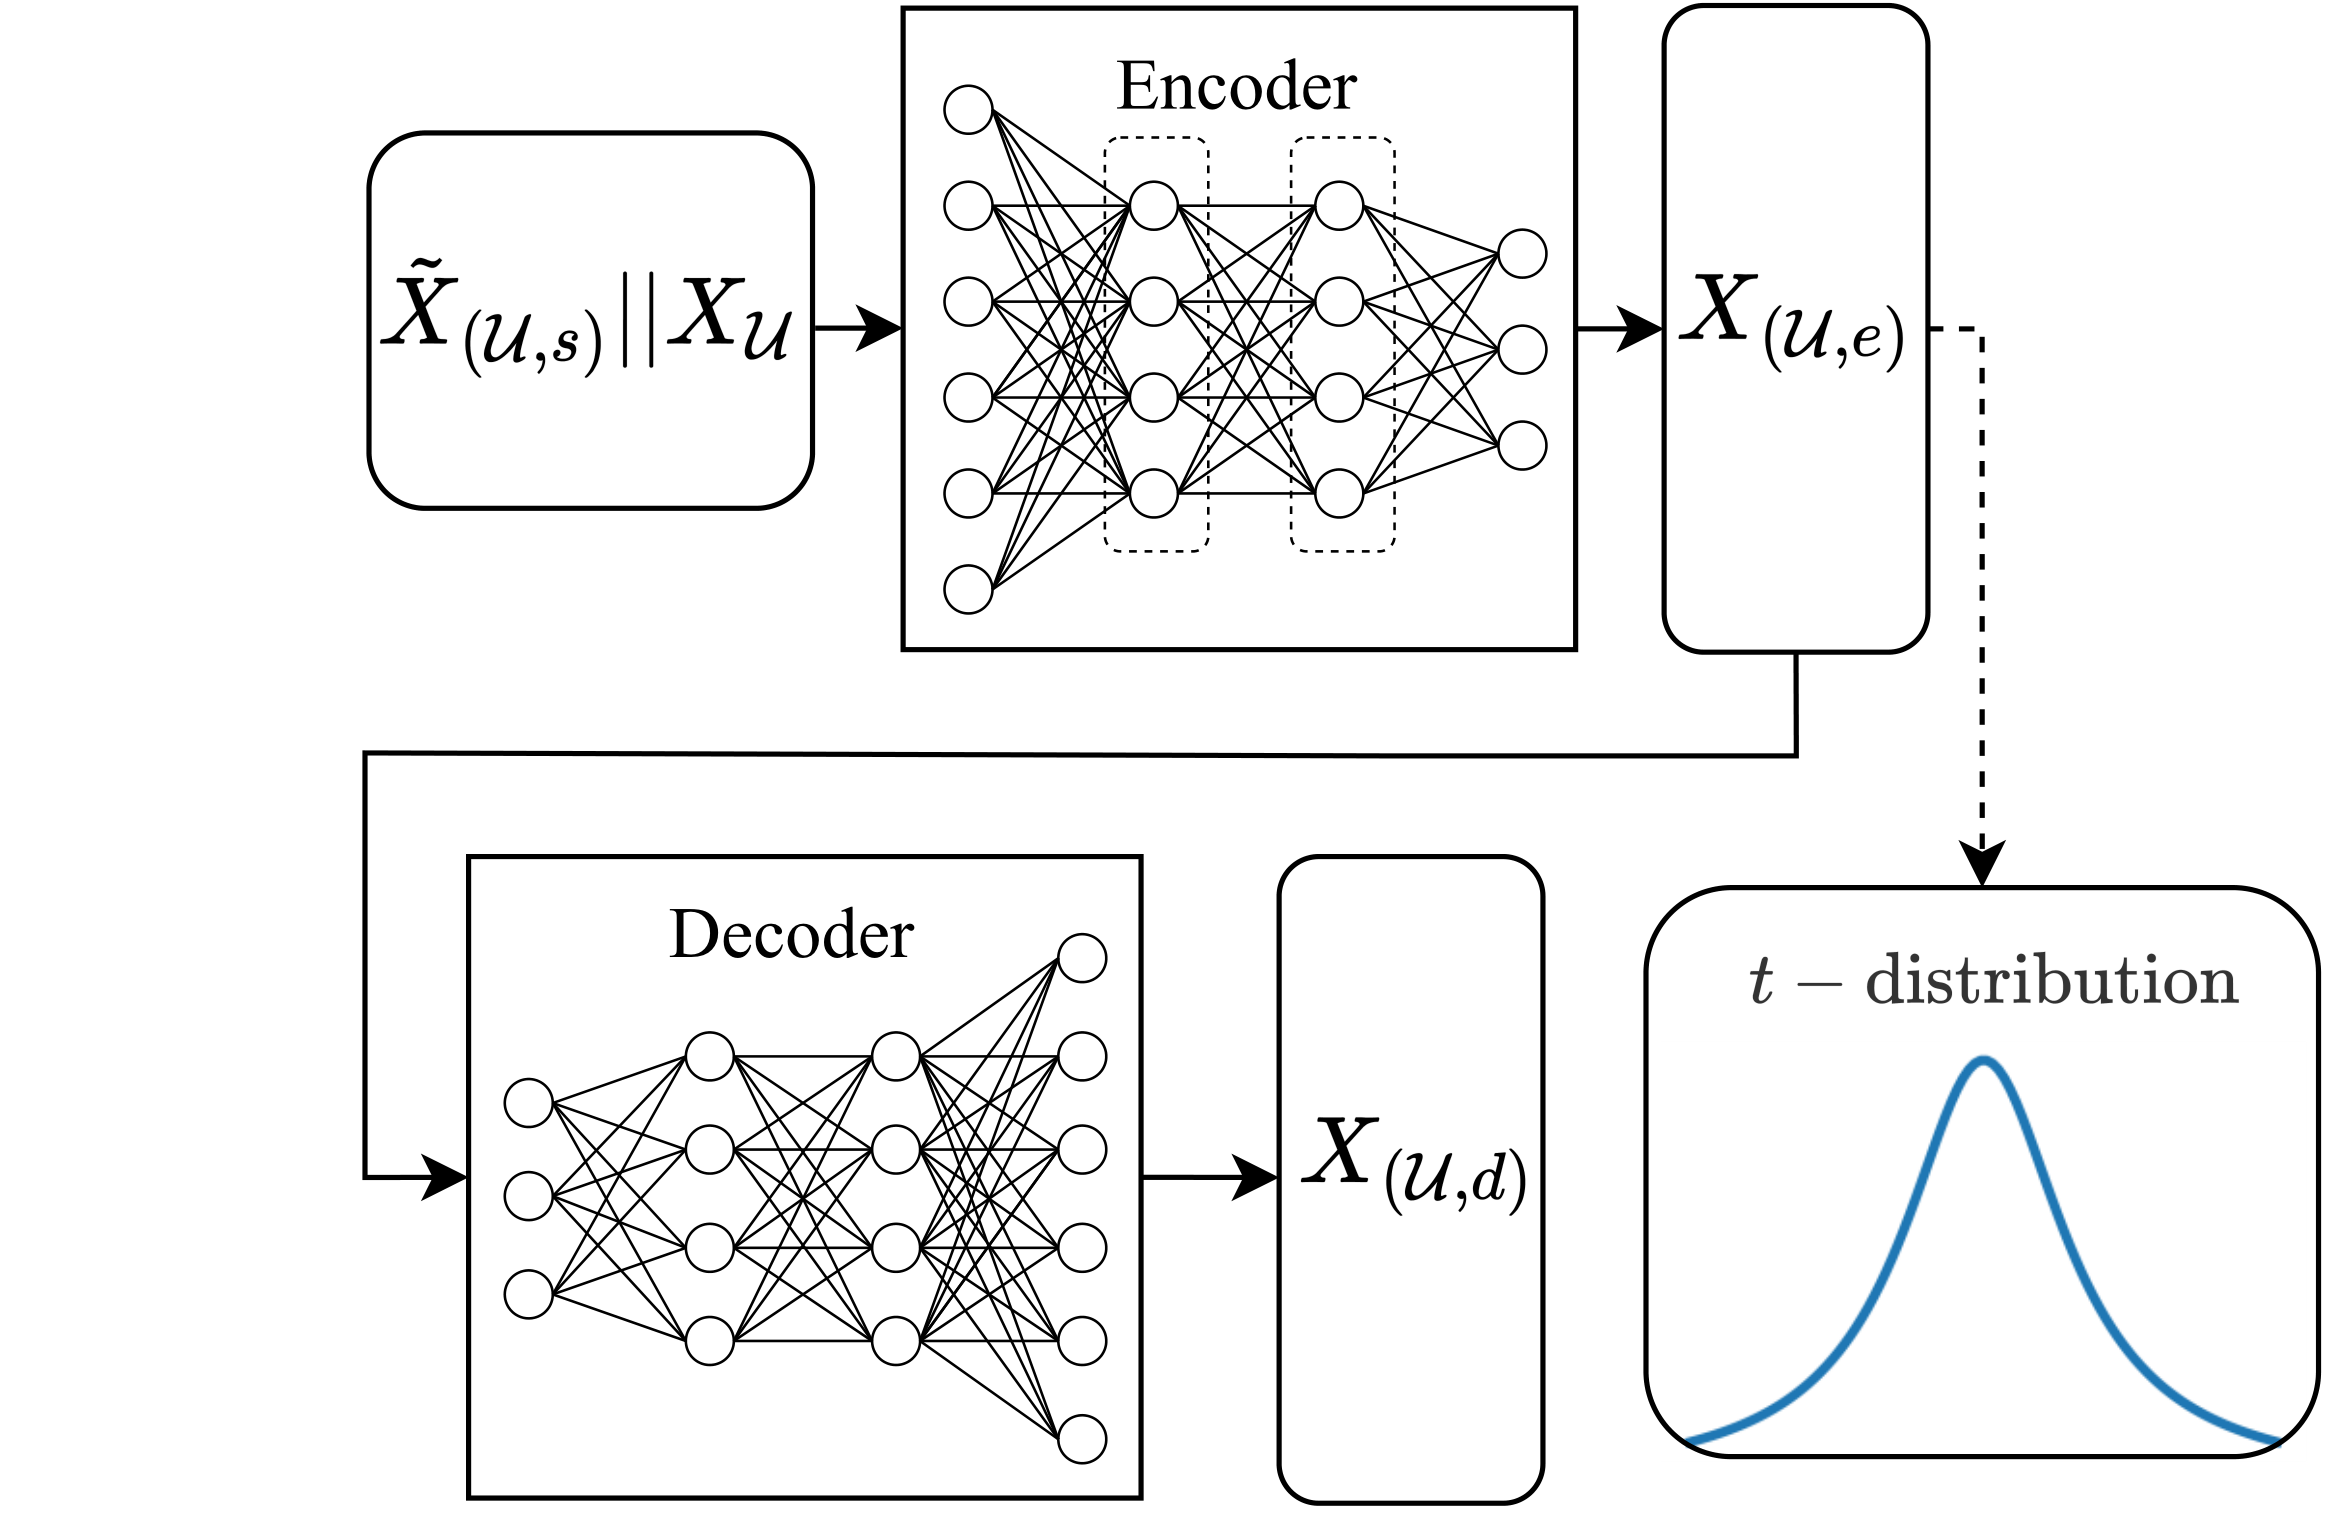 Encoder
X̃(u,s)||Xu
X(u,e)
Decoder
X(u,d)
t – distribution